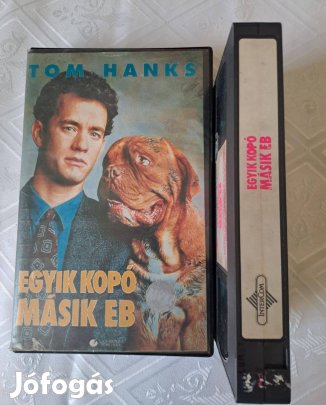 TOM HANKS
EGYIK KOPÓ
MÁSIK EB
EGYIK KOPÓ
MÁSIK EB
INTERCOM
Jófogás